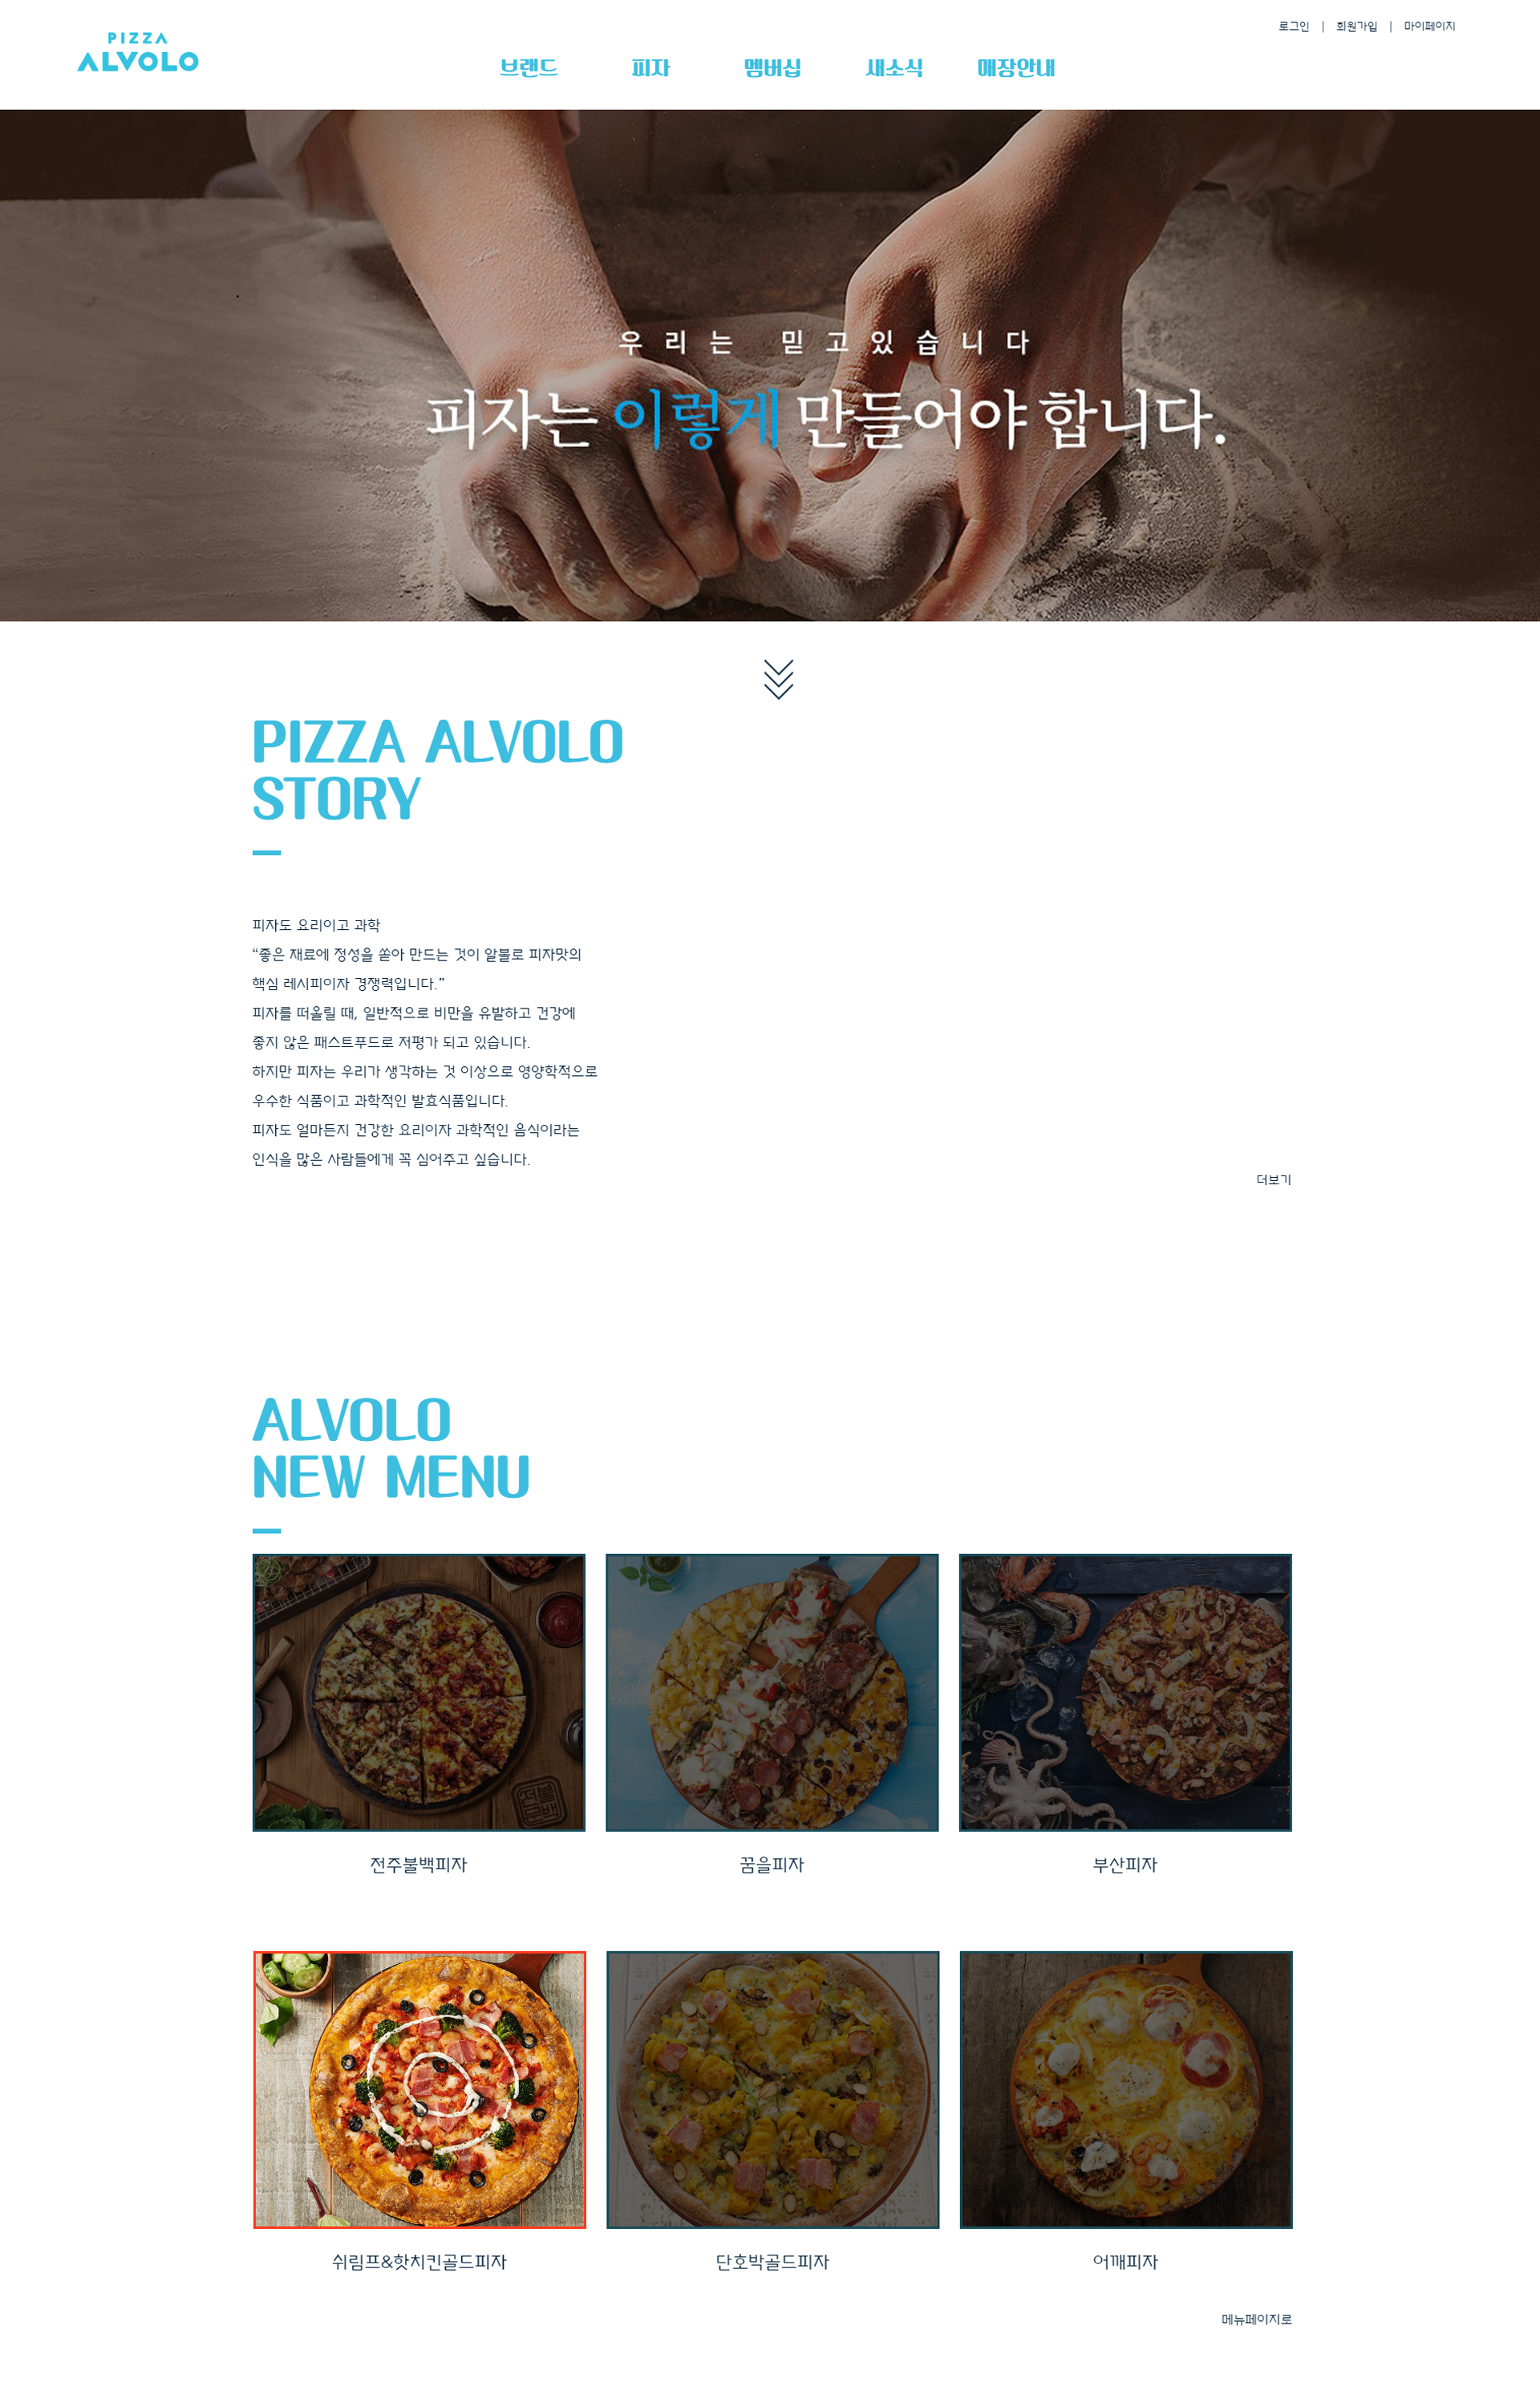 로그인 | 회원가입 | 마이페이지
PIZZA
ALVOLO
브랜드 피자 멤버십 새소식 매장안내
우리는 믿고있습니다
피자는 이렇게 만들어야 합니다.
PIZZA ALVOLO
STORY
피자도 요리이고 과학
“좋은 재료에 정성을 쏟아 만드는 것이 알볼로 피자맛의
핵심 레시피이자 경쟁력입니다.”
피자를 떠올릴 때, 일반적으로 비만을 유발하고 건강에
좋지 않은 패스트푸드로 저평가 되고 있습니다.
하지만 피자는 우리가 생각하는 것 이상으로 영양학적으로
우수한 식품이고 과학적인 발효식품입니다.
피자도 얼마든지 건강한 요리이자 과학적인 음식이라는
인식을 많은 사람들에게 꼭 심어주고 싶습니다.
더보기
ALVOLO
NEW MENU
전주불백피자
꿈을피자
부산피자
쉬림프&핫치킨골드피자
단호박골드피자
어깨피자
메뉴페이지로